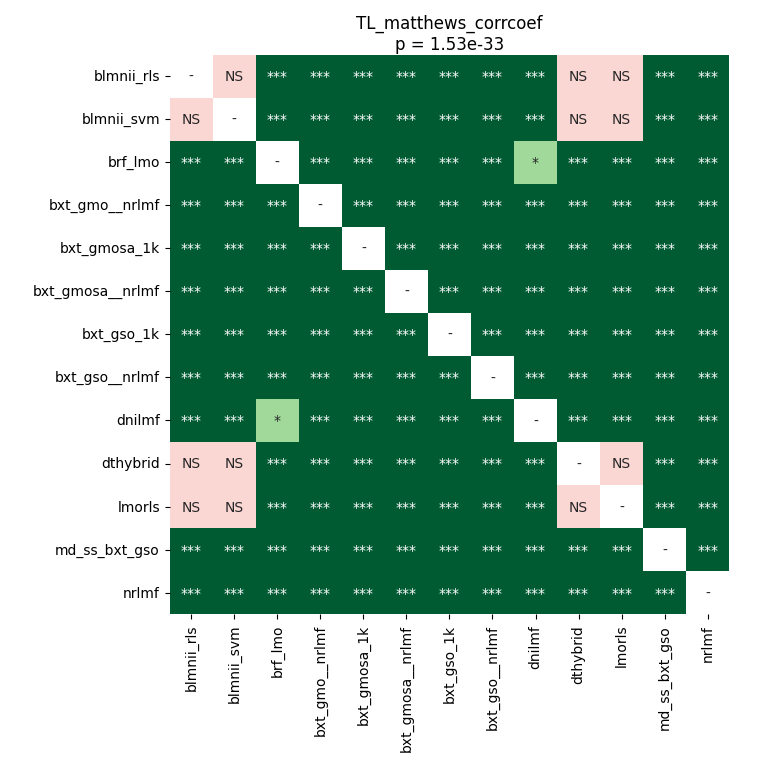 TL_matthews_corrcoef
p = 1.53e-33
blmnii_rls - NS *** *** *** *** *** *** *** NS NS *** ***
blmnii_svm NS - *** *** *** *** *** *** *** NS NS *** ***
brf_lmo *** *** - *** *** *** *** *** * *** *** *** ***
bxt_gmo__nrlmf *** *** *** - *** *** *** *** *** *** *** *** ***
bxt_gmosa_1k *** *** *** *** - *** *** *** *** *** *** *** ***
bxt_gmosa__nrlmf *** *** *** *** *** - *** *** *** *** *** *** ***
bxt_gso_1k *** *** *** *** *** *** - *** *** *** *** *** ***
bxt_gso__nrlmf *** *** *** *** *** *** *** - *** *** *** *** ***
dnilmf *** *** * *** *** *** *** *** - *** *** *** ***
dthybrid NS NS *** *** *** *** *** *** *** - NS *** ***
lmorls NS NS *** *** *** *** *** *** *** NS - *** ***
md_ss_bxt_gso *** *** *** *** *** *** *** *** *** *** *** - ***
nrlmf *** *** *** *** *** *** *** *** *** *** *** *** -
blmnii_rls
blmnii_svm
brf_lmo
bxt_gmo__nrlmf
bxt_gmosa_1k
bxt_gmosa__nrlmf
bxt_gso_1k
bxt_gso__nrlmf
dnilmf
dthybrid
lmorls
md_ss_bxt_gso
nrlmf